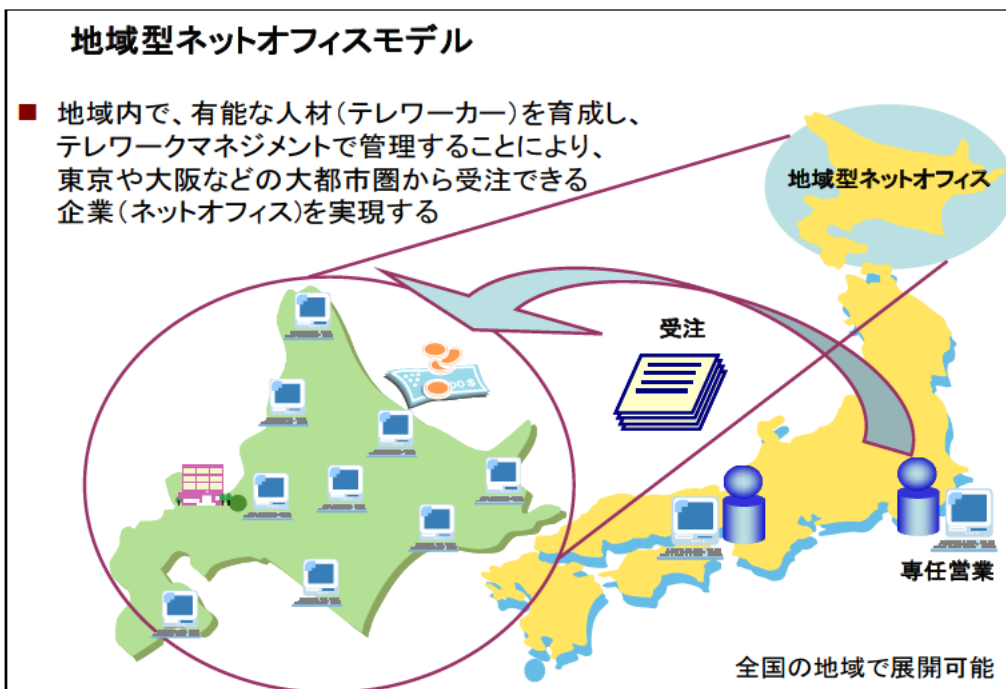 地域型ネットオフィスモデル
■ 地域内で、有能な人材(テレワーカー)を育成し、
テレワークマネジメントで管理することにより、
東京や大阪などの大都市圏から受注できる
企業(ネットオフィス)を実現する
地域型ネットオフィス
受注
専任営業
全国の地域で展開可能